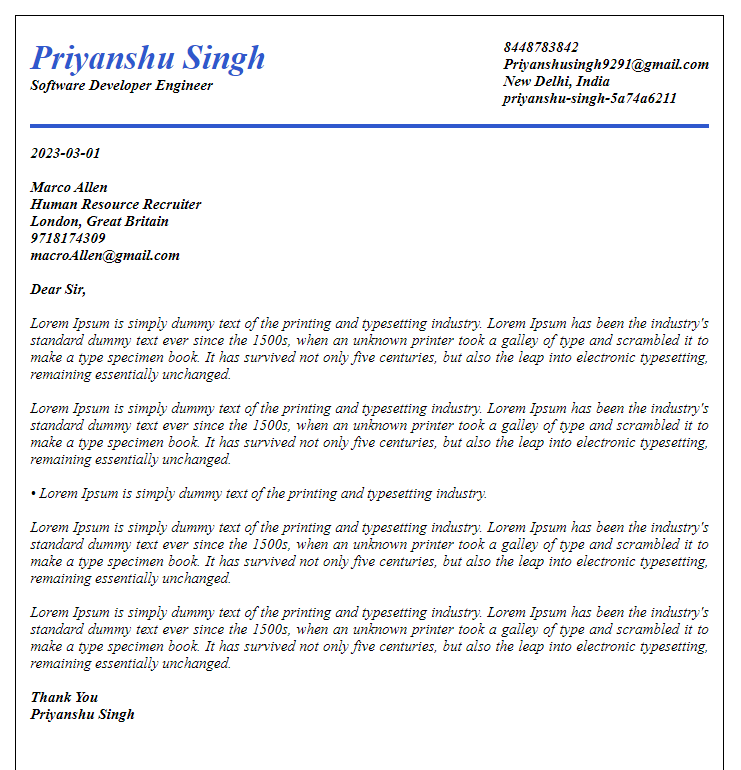 Priyanshu Singh
Software Developer Engineer
8448783842
Priyanshusingh9291@gmail.com
New Delhi, India
priyanshu-singh-5a74a6211
2023-03-01
Marco Allen
Human Resource Recruiter
London, Great Britain
9718174309
macroAllen@gmail.com
Dear Sir,
Lorem Ipsum is simply dummy text of the printing and typesetting industry. Lorem Ipsum has been the industry's
standard dummy text ever since the 1500s, when an unknown printer took a galley of type and scrambled it to
make a type specimen book. It has survived not only five centuries, but also the leap into electronic typesetting,
remaining essentially unchanged.
Lorem Ipsum is simply dummy text of the printing and typesetting industry. Lorem Ipsum has been the industry's
standard dummy text ever since the 1500s, when an unknown printer took a galley of type and scrambled it to
make a type specimen book. It has survived not only five centuries, but also the leap into electronic typesetting,
remaining essentially unchanged.
• Lorem Ipsum is simply dummy text of the printing and typesetting industry.
Lorem Ipsum is simply dummy text of the printing and typesetting industry. Lorem Ipsum has been the industry's
standard dummy text ever since the 1500s, when an unknown printer took a galley of type and scrambled it to
make a type specimen book. It has survived not only five centuries, but also the leap into electronic typesetting,
remaining essentially unchanged.
Lorem Ipsum is simply dummy text of the printing and typesetting industry. Lorem Ipsum has been the industry's
standard dummy text ever since the 1500s, when an unknown printer took a galley of type and scrambled it to
make a type specimen book. It has survived not only five centuries, but also the leap into electronic typesetting,
remaining essentially unchanged.
Thank You
Priyanshu Singh